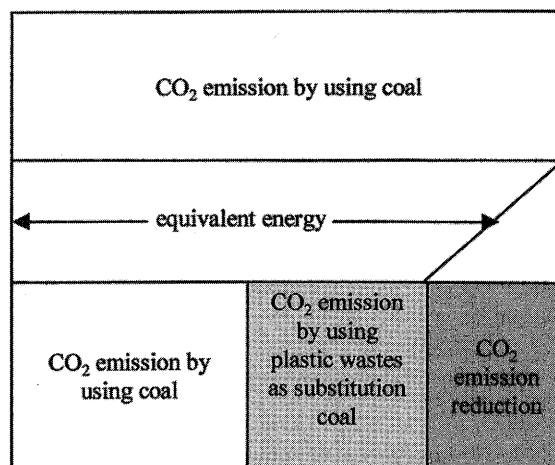 CO₂ emission by using coal
equivalent energy
CO₂ emission by
using coal
CO₂ emission
by using
plastic wastes
as substitution
coal
CO₂
emission
reduction